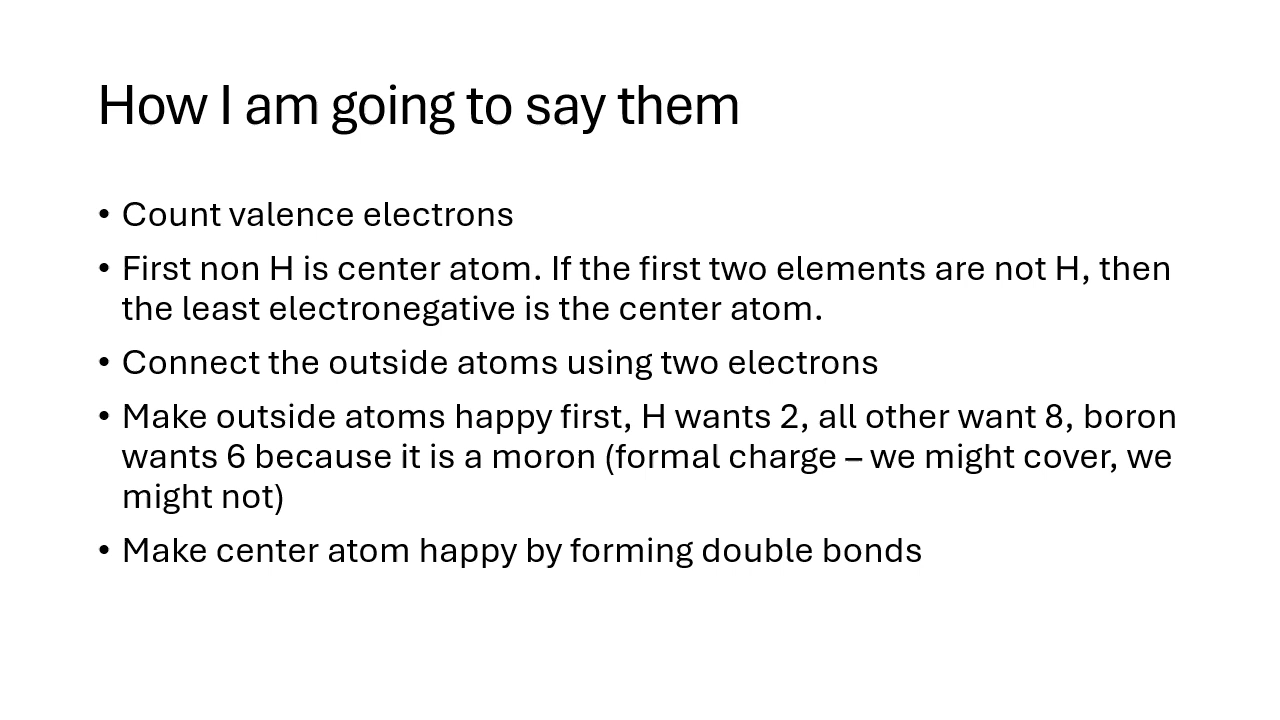 How I am going to say them
• Count valence electrons
• First non H is center atom. If the first two elements are not H, then
the least electronegative is the center atom.
• Connect the outside atoms using two electrons
• Make outside atoms happy first, H wants 2, all other want 8, boron
wants 6 because it is a moron (formal charge – we might cover, we
might not)
• Make center atom happy by forming double bonds